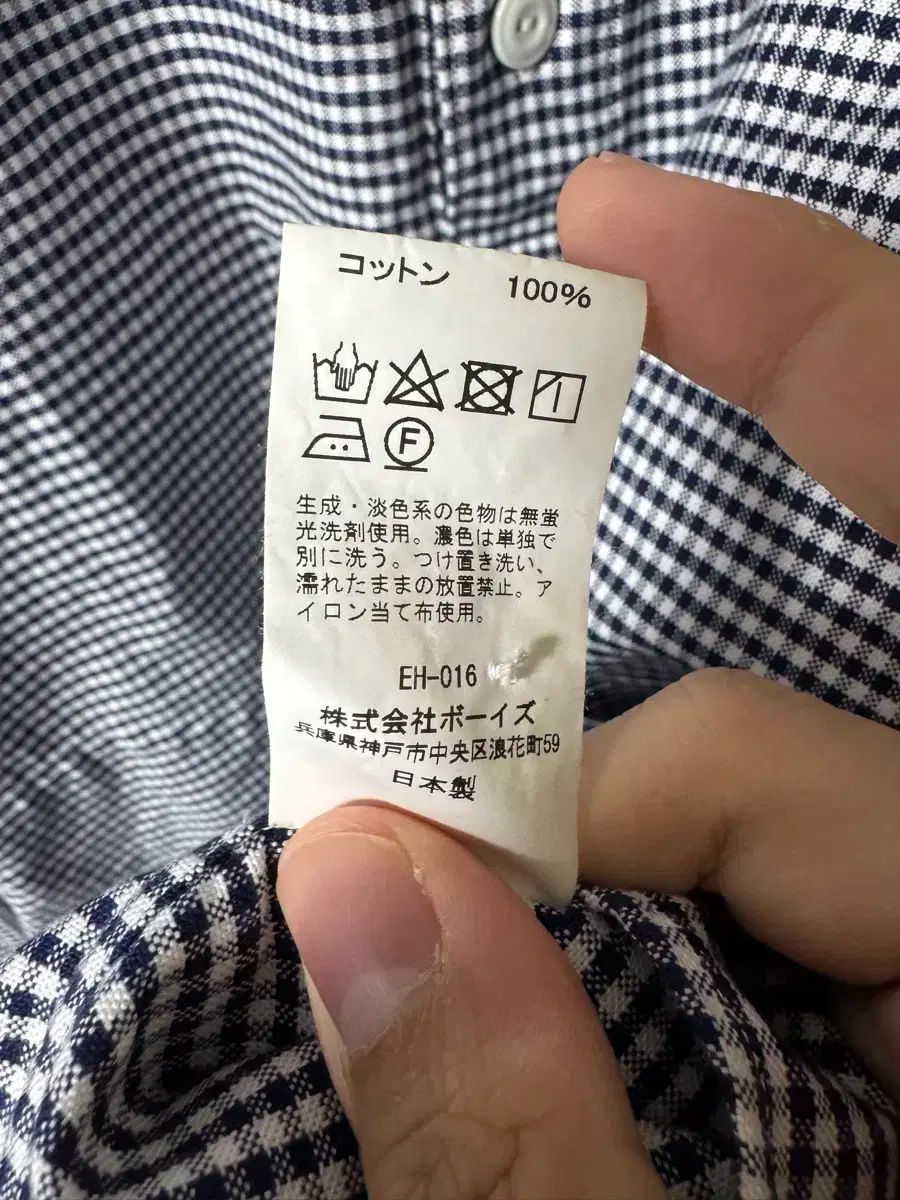 コットン 100%
F
生成・淡色系の色物は無蛍
光洗剤使用。濃色は単独で
別に洗う。つけ置き洗い、
濡れたままの放置禁止。ア
イロン当て布使用。
EH-016
株式会社ボーイズ
兵庫県神戸市中央区浪花町59
日本製